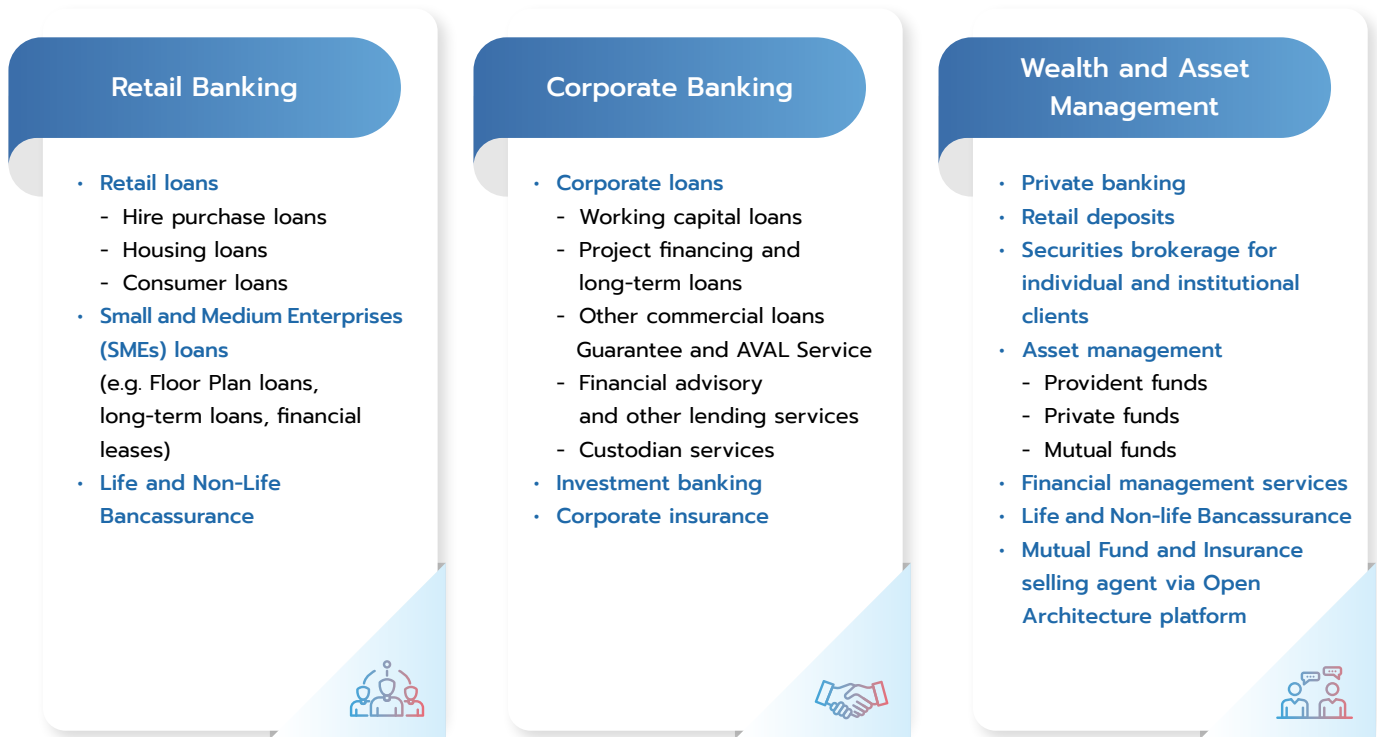 Retail Banking
· Retail loans
- Hire purchase loans
- Housing loans
- Consumer loans
· Small and Medium Enterprises
(SMEs) loans
(e.g. Floor Plan loans,
long-term loans, financial
leases)
· Life and Non-Life
Bancassurance
Corporate Banking
· Corporate loans
- Working capital loans
- Project financing and
long-term loans
- Other commercial loans
Guarantee and AVAL Service
- Financial advisory
and other lending services
- Custodian services
· Investment banking
· Corporate insurance
Wealth and Asset
Management
· Private banking
· Retail deposits
· Securities brokerage for
individual and institutional
clients
· Asset management
- Provident funds
- Private funds
- Mutual funds
· Financial management services
· Life and Non-life Bancassurance
· Mutual Fund and Insurance
selling agent via Open
Architecture platform